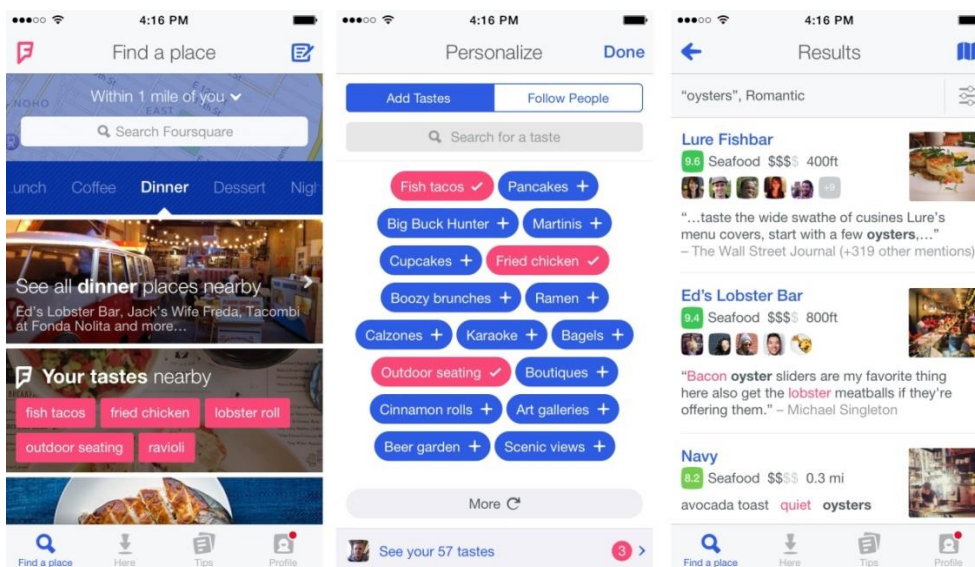 4:16 PM
Find a place
NOHO
EAST
Within 1 mile of you
Search Foursquare
Lunch Coffee Dinner Dessert Nigh
See all dinner places nearby
Ed's Lobster Bar, Jack's Wife Freda, Tacombi
at Fonda Nolita and more...
Your tastes nearby
fish tacos fried chicken lobster roll
outdoor seating ravioli
Find a place Here Tips Profile
4:16 PM
Personalize Done
Add Tastes Follow People
Search for a taste
Fish tacos Pancakes +
Big Buck Hunter + Martinis +
Cupcakes + Fried chicken
Boozy brunches + Ramen +
Calzones + Karaoke + Bagels +
Outdoor seating Boutiques +
Cinnamon rolls + Art galleries +
Beer garden + Scenic views +
More
See your 57 tastes 3
4:16 PM
Results
"oysters", Romantic
Lure Fishbar
9.6 Seafood $$$$ 400ft
+9
"...taste the wide swathe of cusines Lure's
menu covers, start with a few oysters,..."
– The Wall Street Journal (+319 other mentions)
Ed's Lobster Bar
9.4 Seafood $$$$ 800ft
"Bacon oyster sliders are my favorite thing
here also get the lobster meatballs if they're
offering them." – Michael Singleton
Navy
8.2 Seafood $$$$ 0.3 mi
avocado toast quiet oysters
Find a place Here Tips Profile